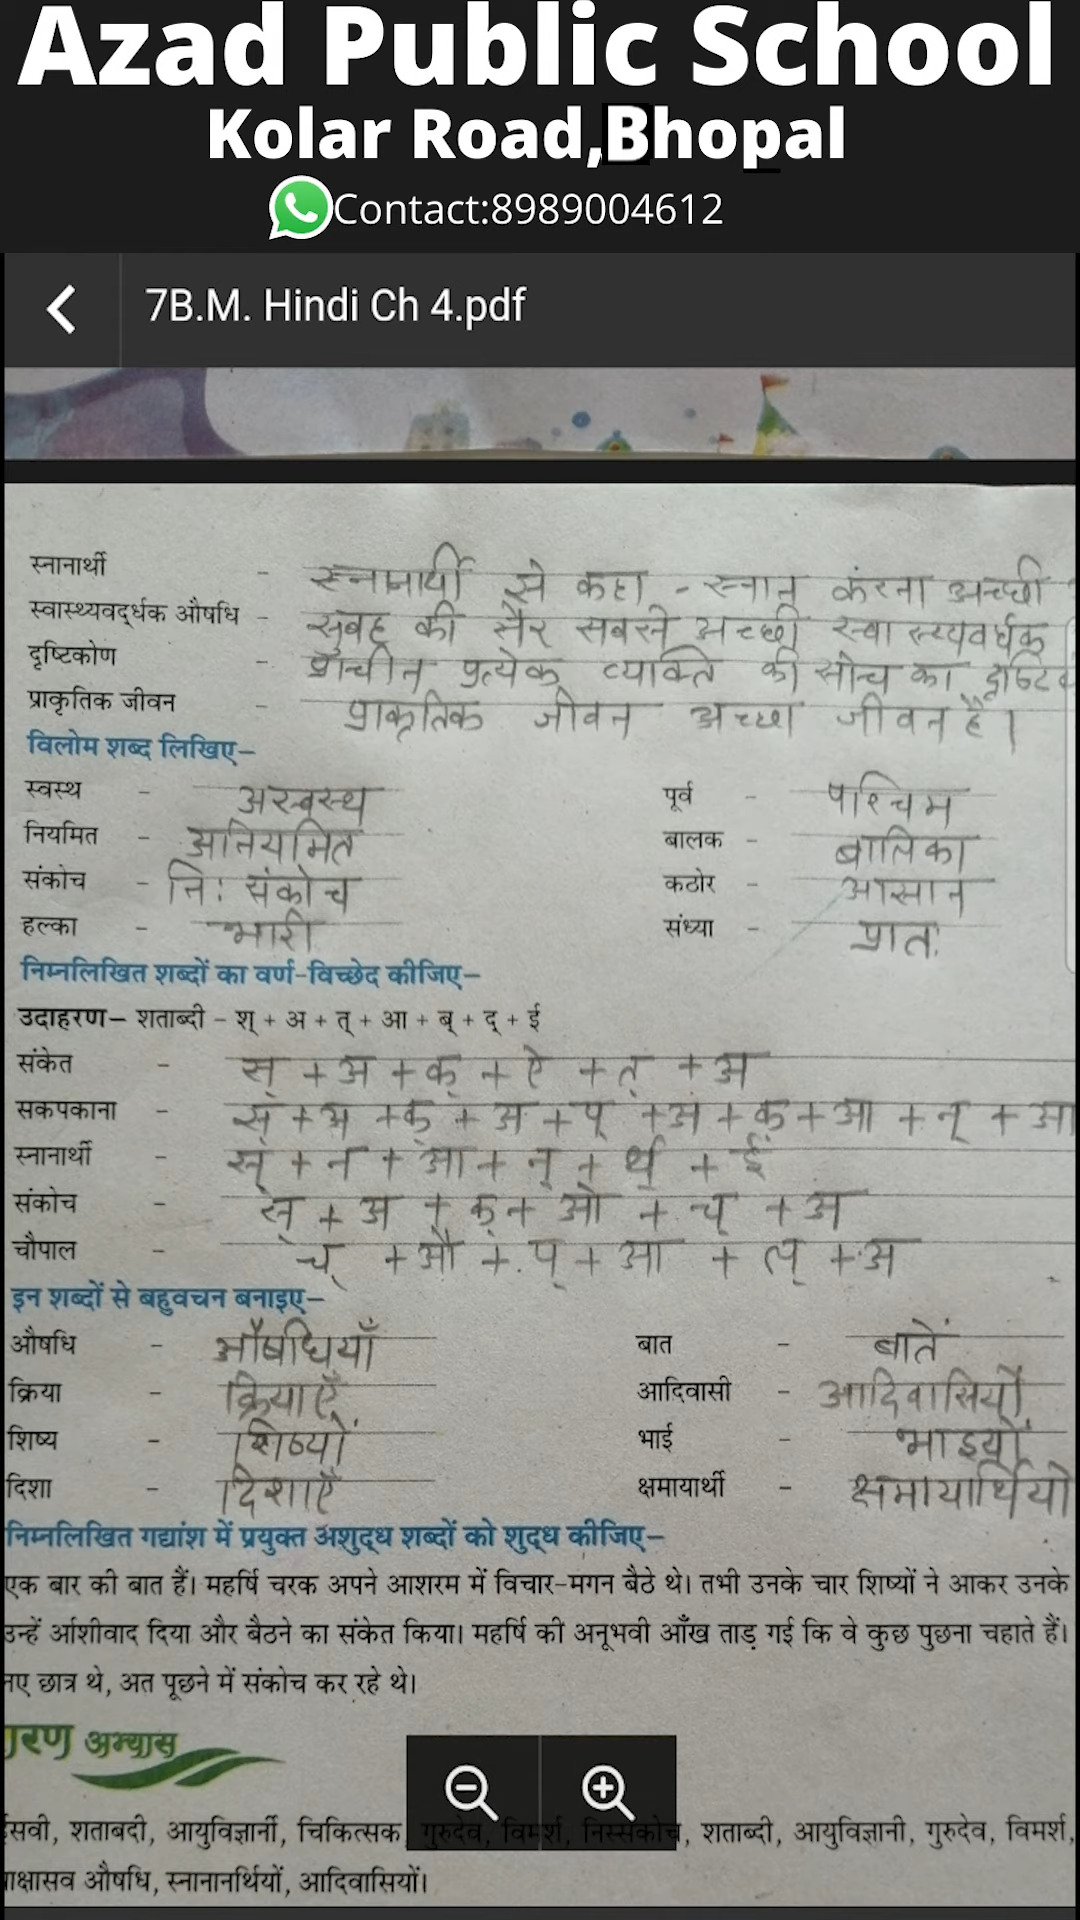 Azad Public School
Kolar Road,Bhopal
Contact:8989004612
7B.M. Hindi Ch 4.pdf
स्नानार्थी - स्नानार्थी से कहा - स्नान करना अच्छी
स्वास्थ्यवर्द्धक औषधि - सुबह की सैर सबसे अच्छी स्वास्थ्यवर्धक
दृष्टिकोण - प्राचीन प्रत्येक व्यक्ति की सोच का
प्राकृतिक जीवन - प्राकृतिक जीवन अच्छा जीवन है।
विलोम शब्द लिखिए–
स्वस्थ - अस्वस्थ पूर्व - पश्चिम
नियमित - अनियमित बालक - बालिका
संकोच - नि: संकोच कठोर - आसान
हल्का - भारी संध्या - प्रात:
निम्नलिखित शब्दों का वर्ण-विच्छेद कीजिए–
उदाहरण– शताब्दी - श् + अ + त् + आ + ब् + द् + ई
संकेत - स् + अ + क् + ऐ + त् + अ
सकपकाना - स् + अ + क् + अ + प् + अ + क् + आ + न् + आ
स्नानार्थी - स् + न + आ + न् + र्थ् + ई
संकोच - स् + अ + क् + ओ + च् + अ
चौपाल - च् + औ + प् + आ + ल् + अ
इन शब्दों से बहुवचन बनाइए–
औषधि - औषधियाँ बात - बातें
क्रिया - क्रियाएँ आदिवासी - आदिवासियों
शिष्य - शिष्यों भाई - भाइयों
दिशा - दिशाएँ क्षमायार्थी - क्षमायार्थियो
निम्नलिखित गद्यांश में प्रयुक्त अशुद्ध शब्दों को शुद्ध कीजिए–
एक बार की बात हैं। महर्षि चरक अपने आशरम में विचार-मगन बैठे थे। तभी उनके चार शिष्यों ने आकर उनके
उन्हें र्आशीवाद दिया और बैठने का संकेत किया। महर्षि की अनूभवी आँख ताड़ गई कि वे कुछ पुछना चहाते हैं।
नए छात्र थे, अत पूछने में संकोच कर रहे थे।
अभ्यास
शताबदी, आयुविज्ञार्नी, चिकित्सक, गुरुदेव, विमर्श, निस्संकोच, शताब्दी, आयुविज्ञानी, गुरुदेव, विमर्श,
औषधि, स्नानानर्थियों, आदिवासियों।